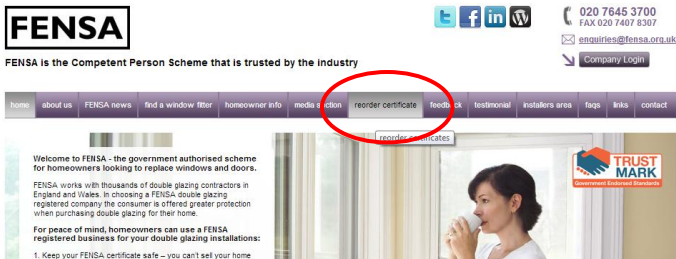 FENSA
FENSA is the Competent Person Scheme that is trusted by the industry
020 7645 3700
FAX 020 7407 8307
enquiries@fensa.org.uk
Company Login
home about us FENSA news find a window fitter homeowner info media section reorder certificate feedback testimonial installers area faqs links contact
reorder certificates
Welcome to FENSA - the government authorised scheme
for homeowners looking to replace windows and doors.
FENSA works with thousands of double glazing contractors in
England and Wales. In choosing a FENSA double glazing
registered company the consumer is offered greater protection
when purchasing double glazing for their home.
For peace of mind, homeowners can use a FENSA
registered business for your double glazing installations:
1. Keep your FENSA certificate safe – you can't sell your home
TRUST
MARK
Government Endorsed Standards